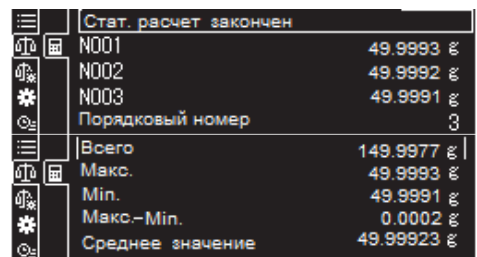 Стат. расчет закончен
N001 49.9993 g
N002 49.9992 g
N003 49.9991 g
Порядковый номер 3
Всего 149.9977 g
Макс. 49.9993 g
Min. 49.9991 g
Макс.-Min. 0.0002 g
Среднее значение 49.99923 g